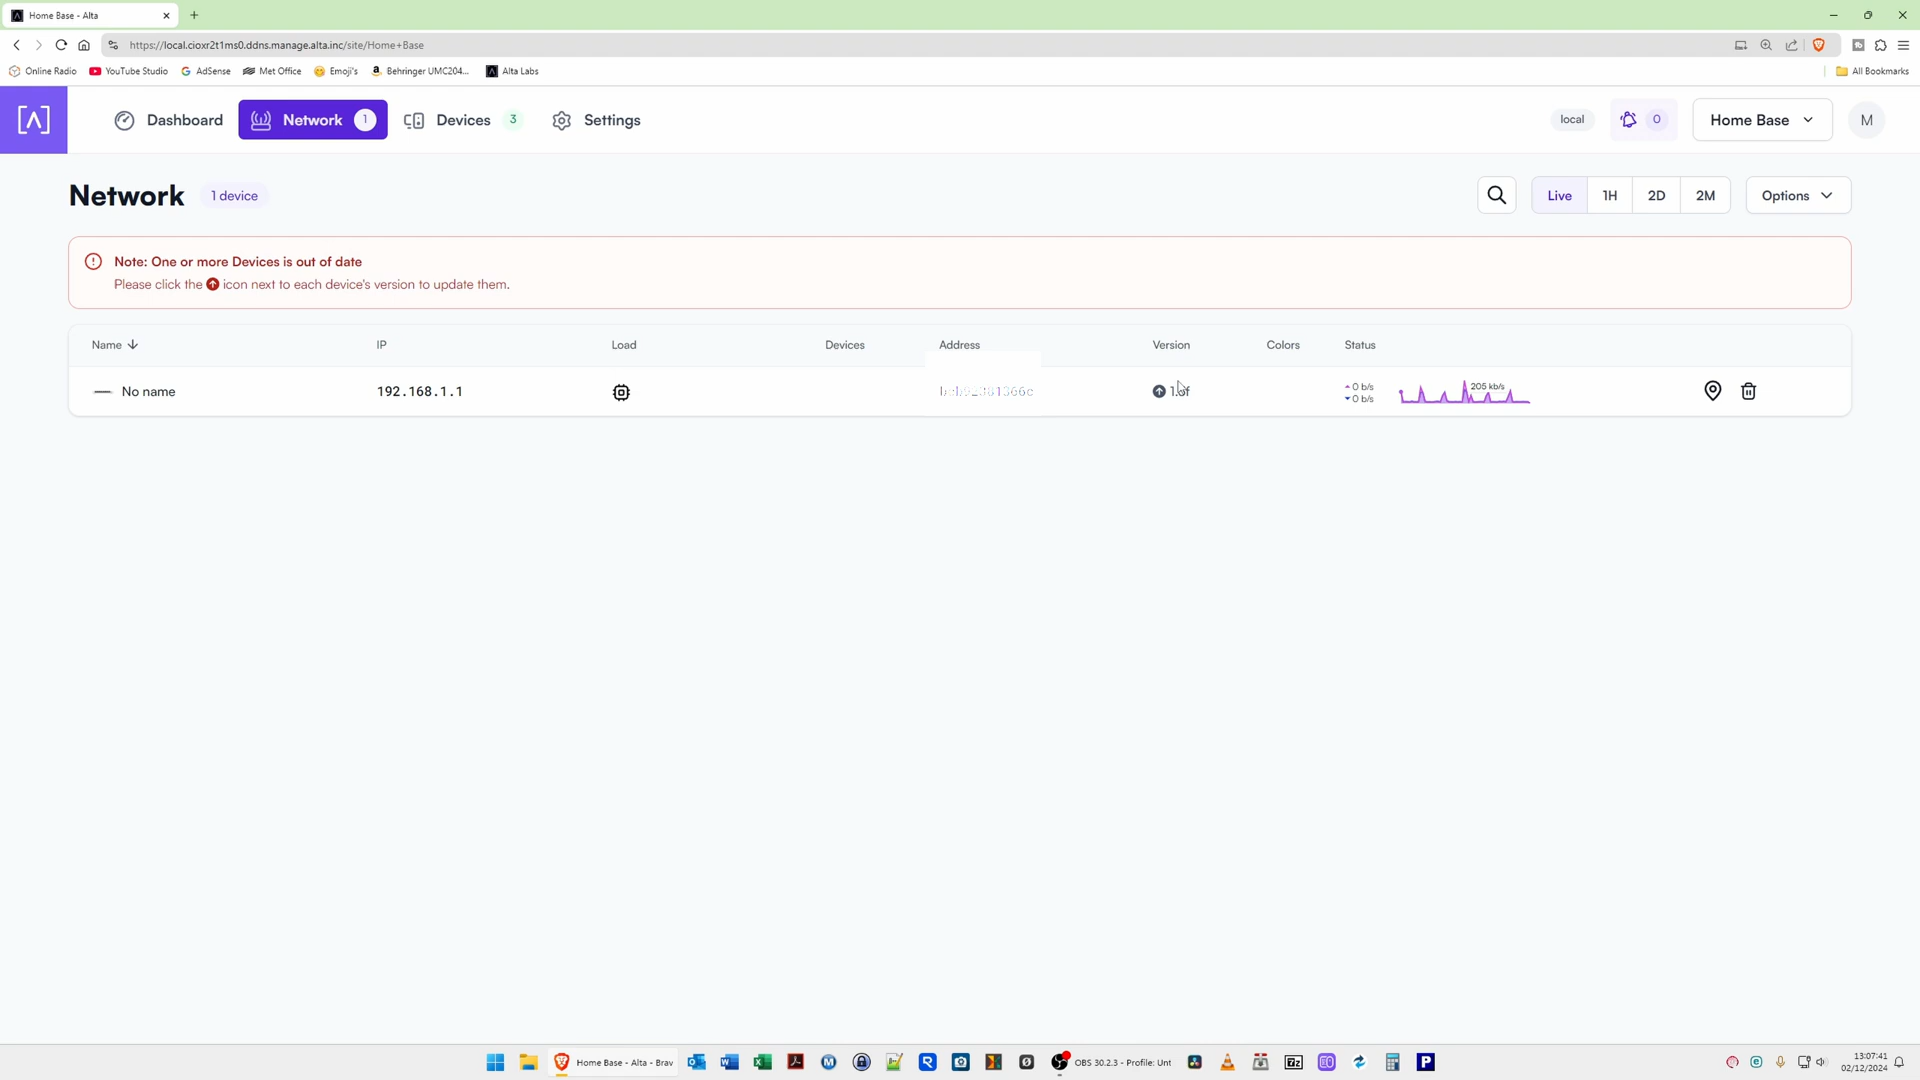 Home Base - Alta
https://local.cioxr2t1ms0.ddns.manage.alta.inc/site/Home+Base
Online Radio YouTube Studio AdSense Met Office Emoji's Behringer UMC204... Alta Labs All Bookmarks
Dashboard Network 1 Devices 3 Settings local 0 Home Base M
Network 1 device Live 1H 2D 2M Options
Note: One or more Devices is out of date
Please click the icon next to each device's version to update them.
Name IP Load Devices Address Version Colors Status
No name 192.168.1.1 0 b/s 205 kb/s
0 b/s
Home Base - Alta - Brav OBS 30.2.3 - Profile: Unt 13:07:41
02/12/2024